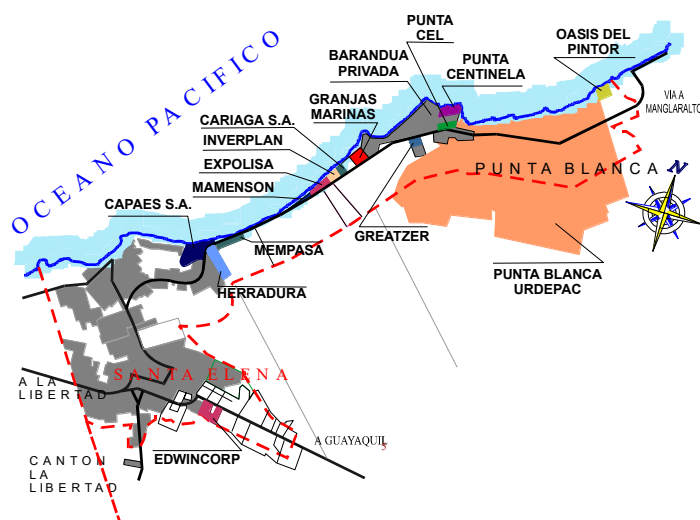 OCEANO PACIFICO
PUNTA
CEL
OASIS DEL
PINTOR
BARANDUA
PRIVADA
PUNTA
CENTINELA
GRANJAS
MARINAS
VIA A
MANGLARALTO
CARIAGA S.A.
INVERPLAN
EXPOLISA
MAMENSON
PUNTA BLANCA
N
CAPAES S.A.
GREATZER
MEMPASA
PUNTA BLANCA
URDEPAC
HERRADURA
SANTA ELENA
A LA
LIBERTAD
A GUAYAQUIL
5
EDWINCORP
CANTON
LA
LIBERTAD